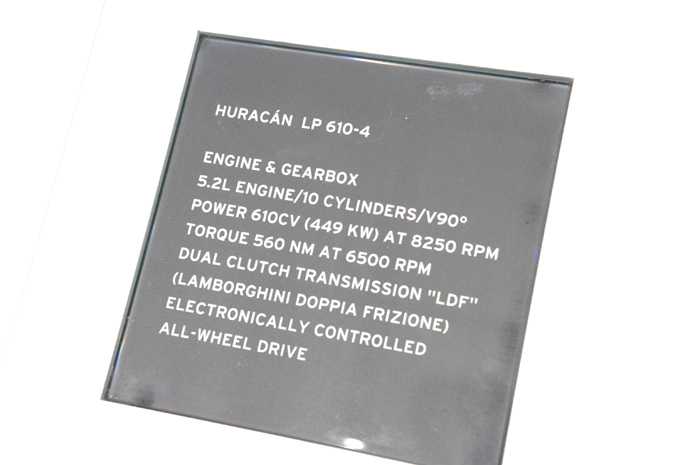 HURACÁN LP 610-4
ENGINE & GEARBOX
5.2L ENGINE/10 CYLINDERS/V90°
POWER 610CV (449 KW) AT 8250 RPM
TORQUE 560 NM AT 6500 RPM
DUAL CLUTCH TRANSMISSION "LDF"
(LAMBORGHINI DOPPIA FRIZIONE)
ELECTRONICALLY CONTROLLED
ALL-WHEEL DRIVE